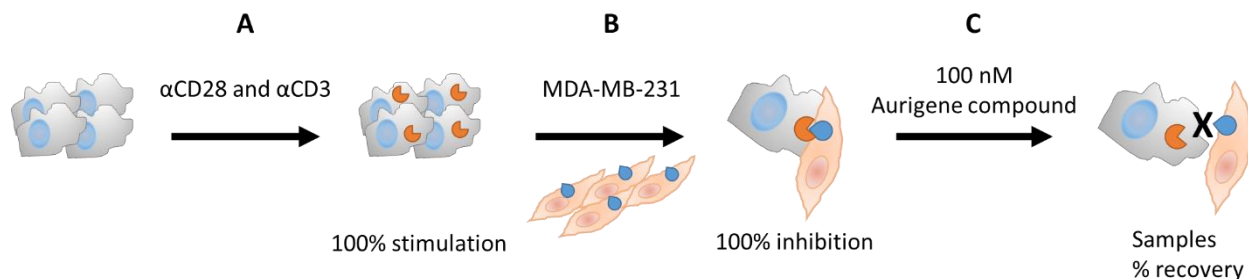 A
B
C
αCD28 and αCD3
MDA-MB-231
100 nM
Aurigene compound
X
100% stimulation
100% inhibition
Samples
% recovery